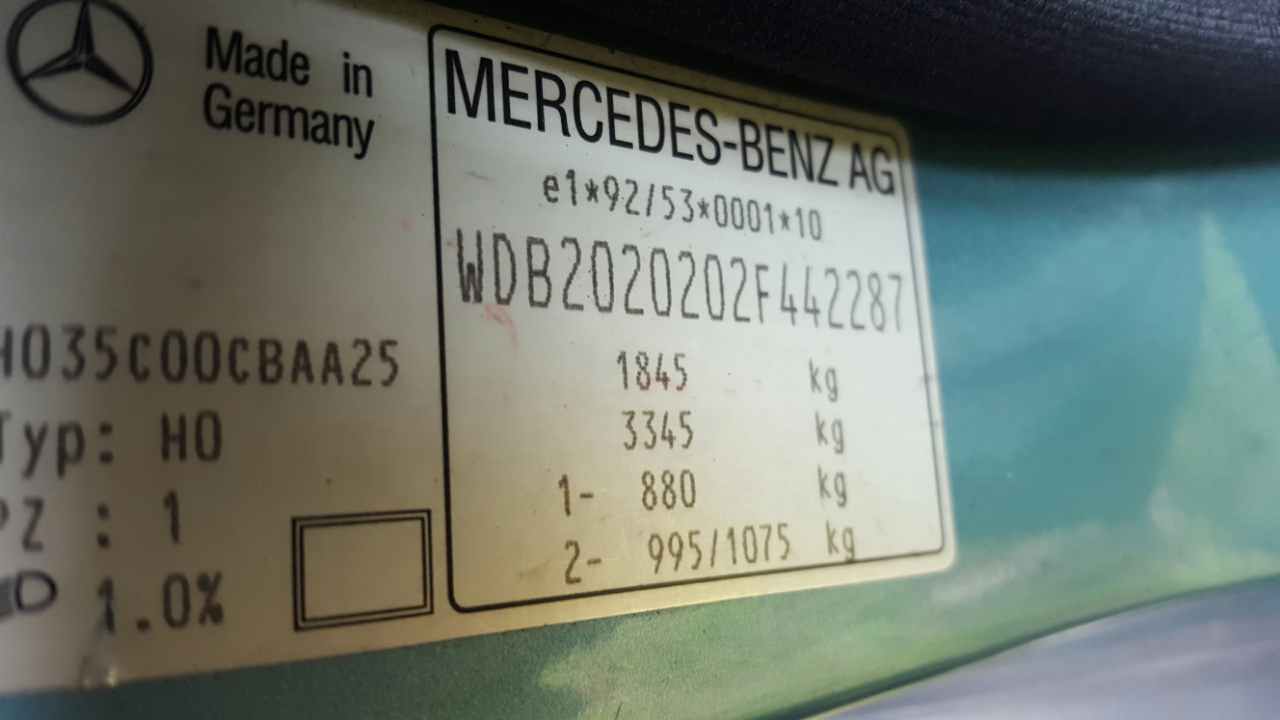 Made in
Germany
H035C00CBAA25
Typ: H0
PZ : 1
1.0%
MERCEDES-BENZ AG
e1*92/53*0001*10
WDB2020202F442287
1845 kg
3345 kg
1- 880 kg
2- 995/1075 kg